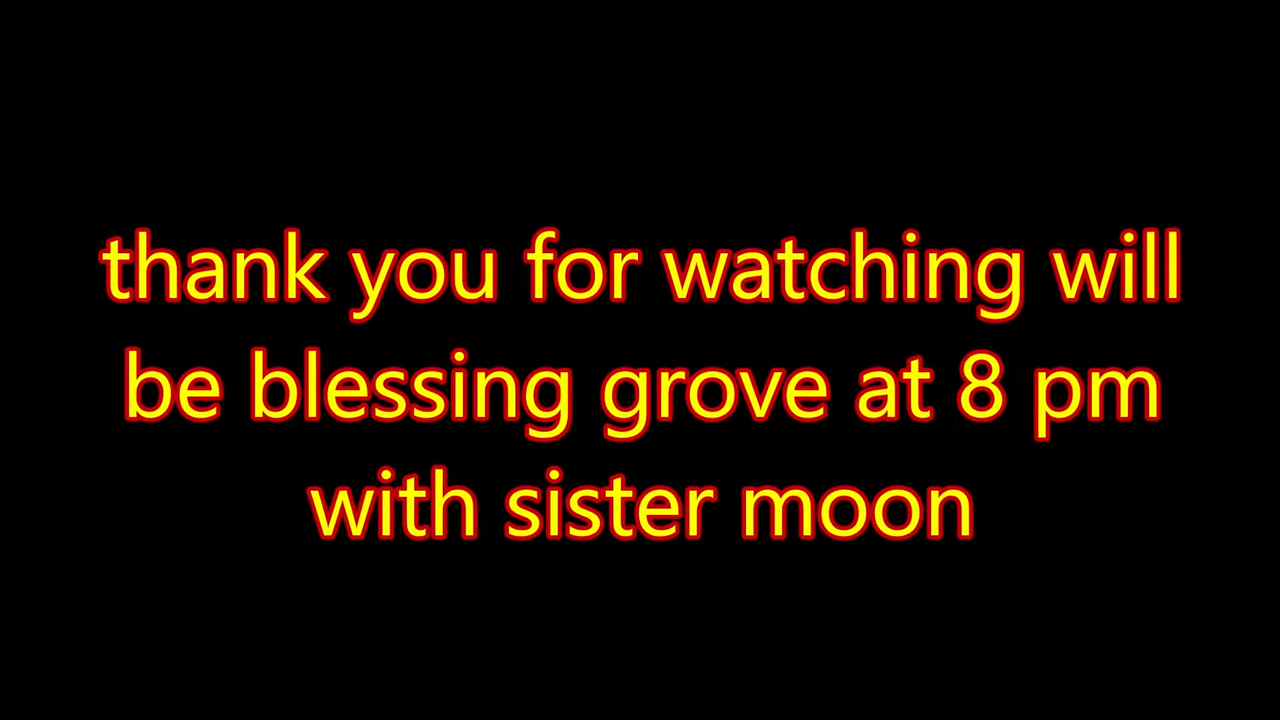 thank you for watching will
be blessing grove at 8 pm
with sister moon